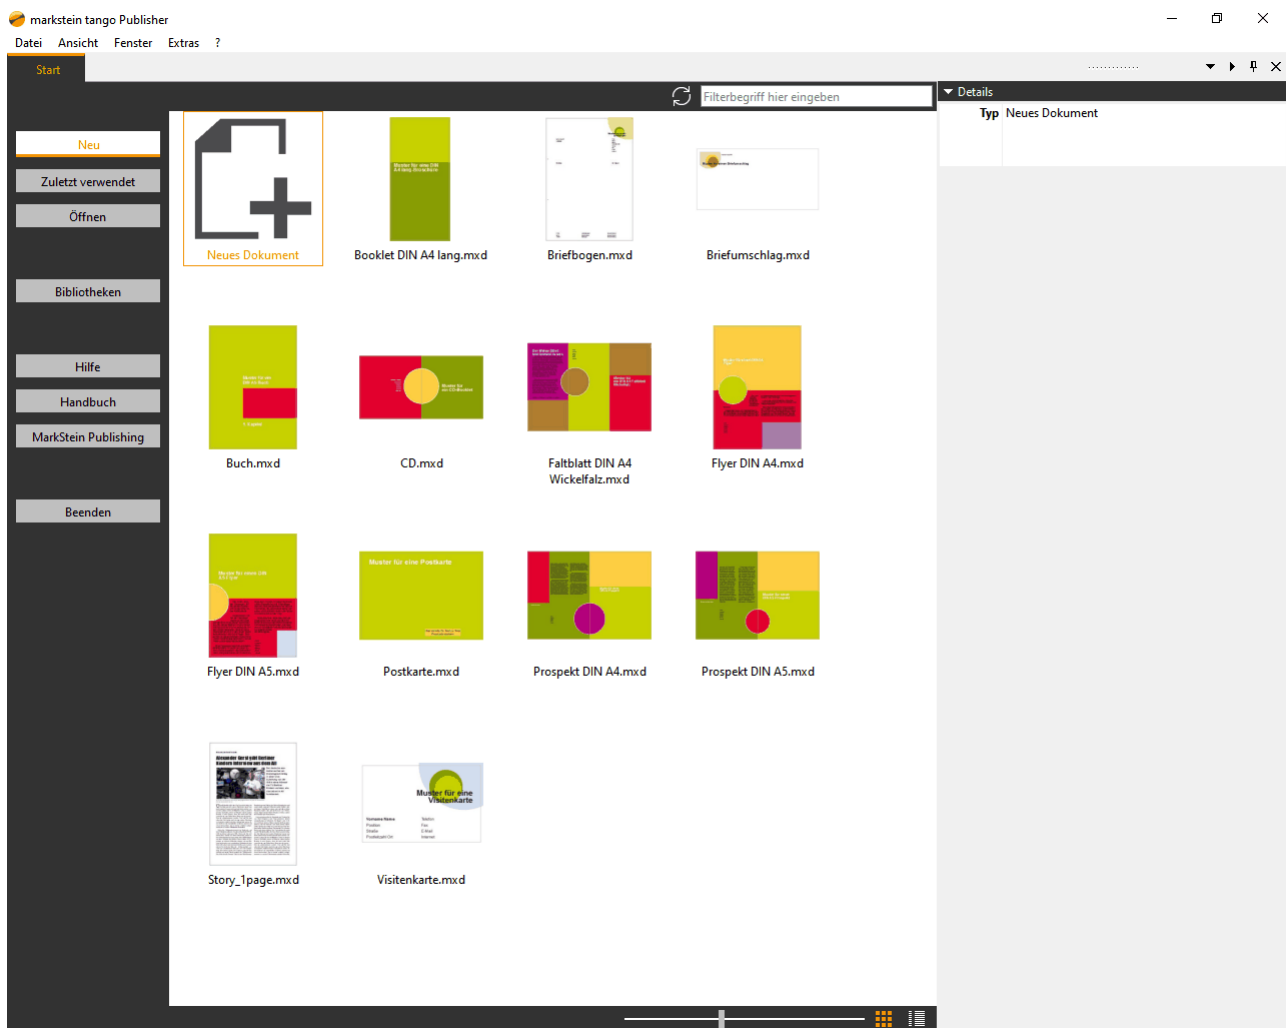 markstein tango Publisher
Datei Ansicht Fenster Extras ?
Start
Filterbegriff hier eingeben
Details
Typ Neues Dokument
Neu
Zuletzt verwendet
Öffnen
Bibliotheken
Hilfe
Handbuch
MarkStein Publishing
Beenden
Neues Dokument
Booklet DIN A4 lang.mxd
Briefbogen.mxd
Briefumschlag.mxd
Buch.mxd
CD.mxd
Faltblatt DIN A4
Wickelfalz.mxd
Flyer DIN A4.mxd
Muster für eine Postkarte
Flyer DIN A5.mxd
Postkarte.mxd
Prospekt DIN A4.mxd
Prospekt DIN A5.mxd
Muster für eine
Visitenkarte
Story_1page.mxd
Visitenkarte.mxd